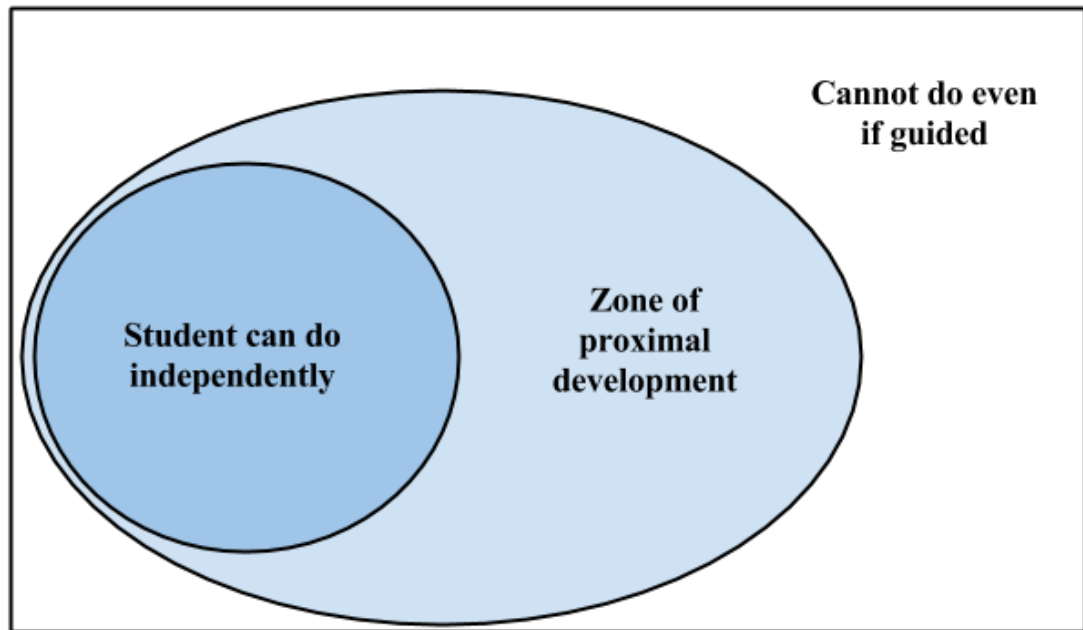 Cannot do even
if guided
Student can do
independently
Zone of
proximal
development